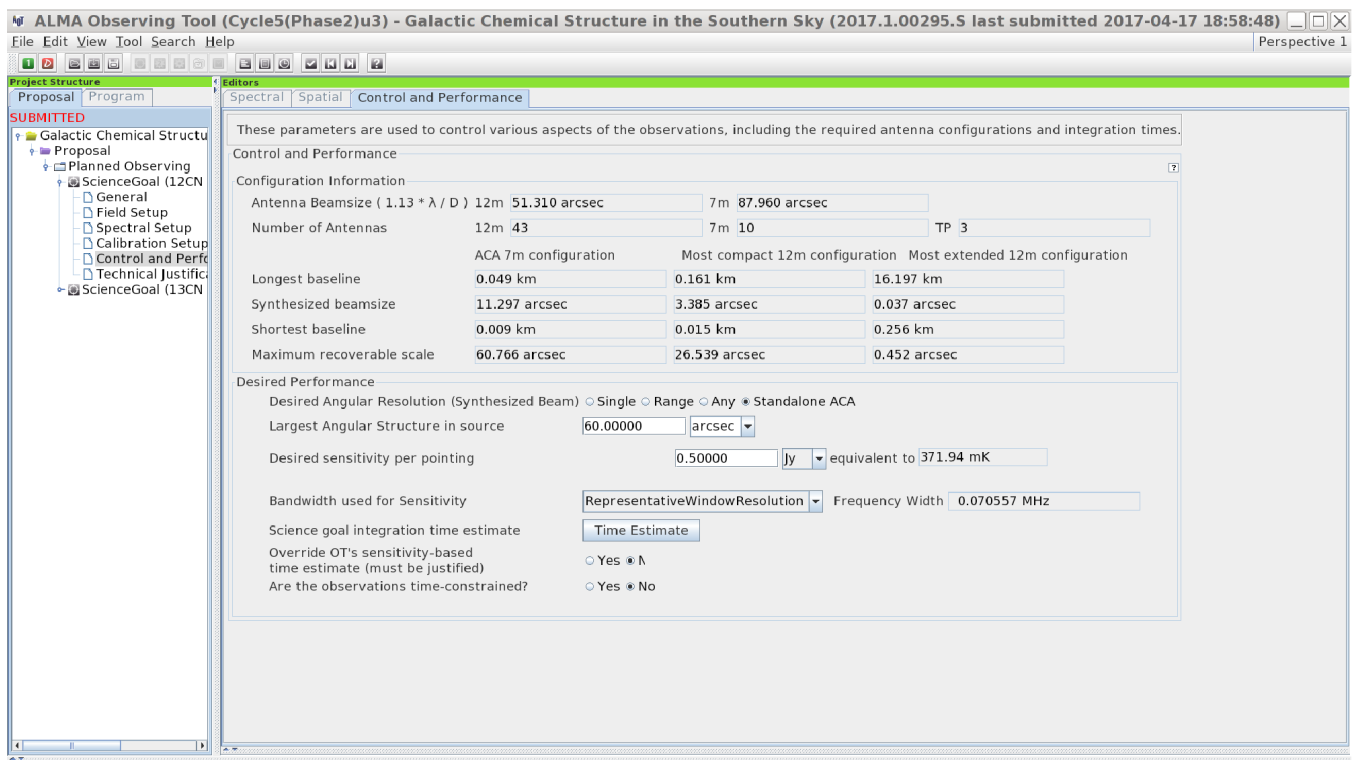 ALMA Observing Tool (Cycle5(Phase2)u3) - Galactic Chemical Structure in the Southern Sky (2017.1.00295.S last submitted 2017-04-17 18:58:48)
File Edit View Tool Search Help Perspective 1
Project Structure
Proposal Program
SUBMITTED
Galactic Chemical Structu
Proposal
Planned Observing
ScienceGoal (12CN
General
Field Setup
Spectral Setup
Calibration Setup
Control and Perfo
Technical Justifica
ScienceGoal (13CN
Editors
Spectral Spatial Control and Performance
These parameters are used to control various aspects of the observations, including the required antenna configurations and integration times.
Control and Performance
?
Configuration Information
Antenna Beamsize ( 1.13 * λ / D ) 12m 51.310 arcsec 7m 87.960 arcsec
Number of Antennas 12m 43 7m 10 TP 3
ACA 7m configuration Most compact 12m configuration Most extended 12m configuration
Longest baseline 0.049 km 0.161 km 16.197 km
Synthesized beamsize 11.297 arcsec 3.385 arcsec 0.037 arcsec
Shortest baseline 0.009 km 0.015 km 0.256 km
Maximum recoverable scale 60.766 arcsec 26.539 arcsec 0.452 arcsec
Desired Performance
Desired Angular Resolution (Synthesized Beam) Single Range Any Standalone ACA
Largest Angular Structure in source 60.00000 arcsec
Desired sensitivity per pointing 0.50000 Jy equivalent to 371.94 mK
Bandwidth used for Sensitivity RepresentativeWindowResolution Frequency Width 0.070557 MHz
Science goal integration time estimate Time Estimate
Override OT's sensitivity-based
time estimate (must be justified) Yes N
Are the observations time-constrained? Yes No